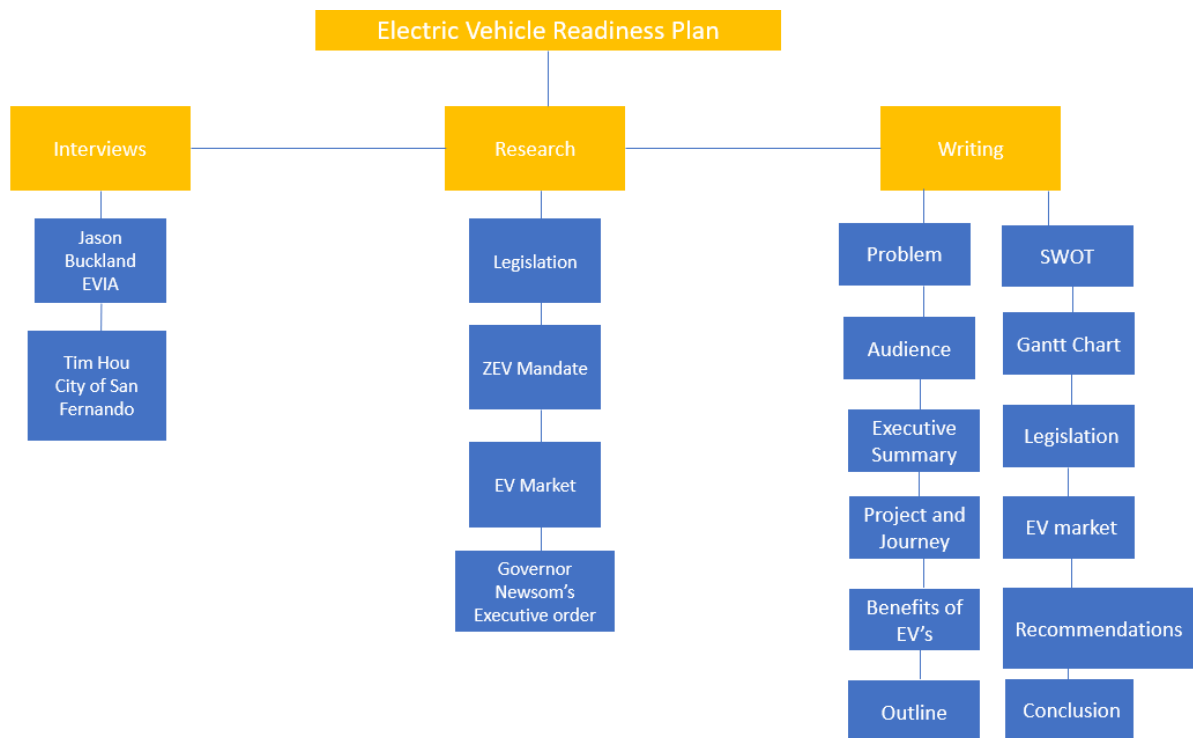 Electric Vehicle Readiness Plan
Interviews
Research
Writing
Jason
Buckland
EVIA
Tim Hou
City of San
Fernando
Legislation
ZEV Mandate
EV Market
Governor
Newsom’s
Executive order
Problem
Audience
Executive
Summary
Project and
Journey
Benefits of
EV’s
Outline
SWOT
Gantt Chart
Legislation
EV market
Recommendations
Conclusion